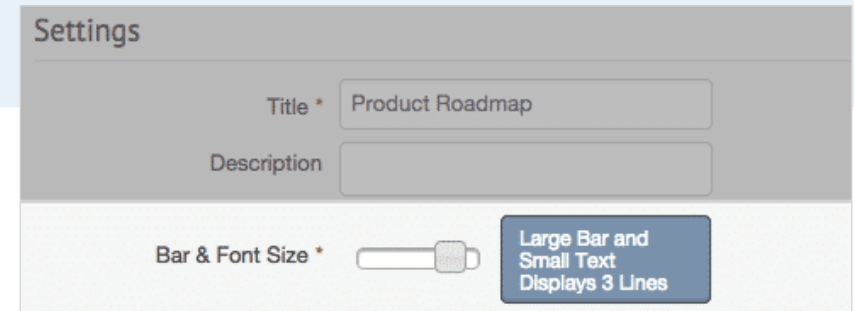 Settings
Title *
Product Roadmap
Description
Bar & Font Size *
Large Bar and
Small Text
Displays 3 Lines